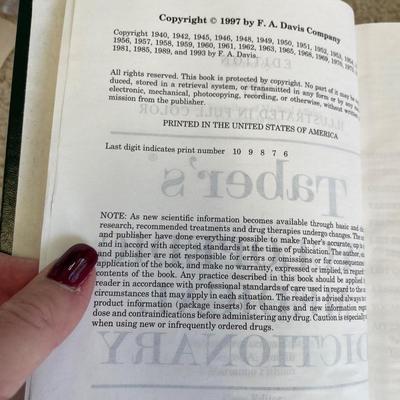 Copyright © 1997 by F. A. Davis Company
Copyright 1940, 1942, 1945, 1946, 1948, 1949, 1950, 1951, 1952, 1953, 1954,
1956, 1957, 1958, 1959, 1960, 1961, 1962, 1963, 1965, 1968, 1969, 1970,
1981, 1985, 1989, and 1993 by F. A. Davis.
All rights reserved. This book is protected by copyright. No part of it may be
duced, stored in a retrieval system, or transmitted in any form or by any
electronic, mechanical, photocopying, recording, or otherwise, without written
mission from the publisher.
PRINTED IN THE UNITED STATES OF AMERICA
Last digit indicates print number 10 9 8 7 6
EDITION
ILLUSTRATED IN FULL COLOR
Taber's
NOTE: As new scientific information becomes available through basic and
research, recommended treatments and drug therapies undergo changes. The
and publisher have done everything possible to make Taber's accurate, up
and in accord with accepted standards at the time of publication. The author,
and publisher are not responsible for errors or omissions or for consequences
application of the book, and make no warranty, expressed or implied, in regard
contents of the book. Any practice described in this book should be applied
reader in accordance with professional standards of care used in regard to the
circumstances that may apply in each situation. The reader is advised always
product information (package inserts) for changes and new information
dose and contraindications before administering any drug. Caution is especially
when using new or infrequently ordered drugs.
DICTIONARY